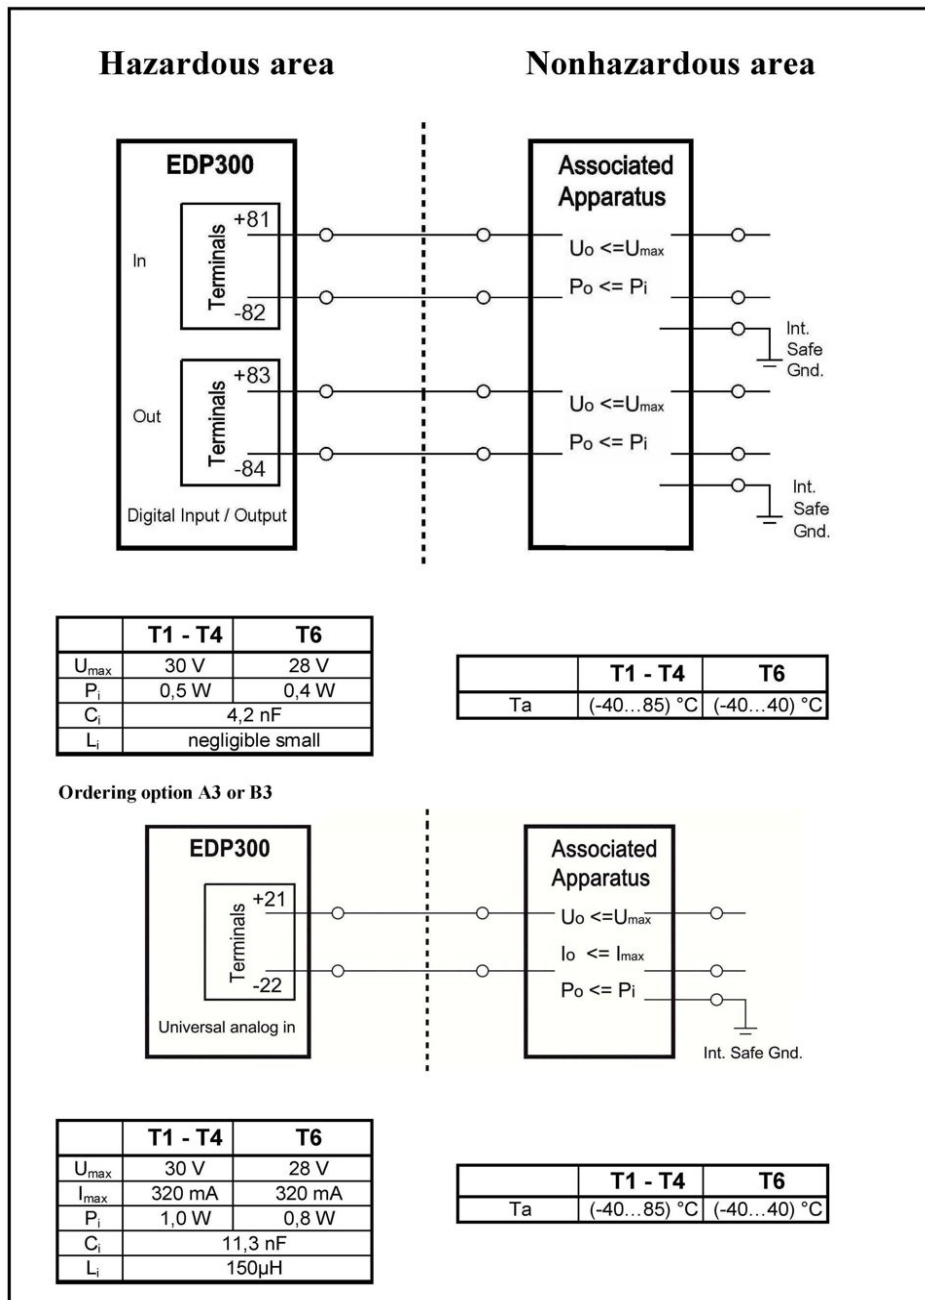 Hazardous area
Nonhazardous area
EDP300
In
Terminals
+81
-82
Out
Terminals
+83
-84
Digital Input / Output
Associated
Apparatus
Uo <=Umax
Po <= Pi
Int.
Safe
Gnd.
Uo <=Umax
Po <= Pi
Int.
Safe
Gnd.
T1 - T4 T6
Umax 30 V 28 V
Pi 0,5 W 0,4 W
Ci 4,2 nF
Li negligible small
T1 - T4 T6
Ta (-40...85) °C (-40...40) °C
Ordering option A3 or B3
EDP300
Terminals
+21
-22
Universal analog in
Associated
Apparatus
Uo <=Umax
Io <= Imax
Po <= Pi
Int. Safe Gnd.
T1 - T4 T6
Umax 30 V 28 V
Imax 320 mA 320 mA
Pi 1,0 W 0,8 W
Ci 11,3 nF
Li 150µH
T1 - T4 T6
Ta (-40...85) °C (-40...40) °C